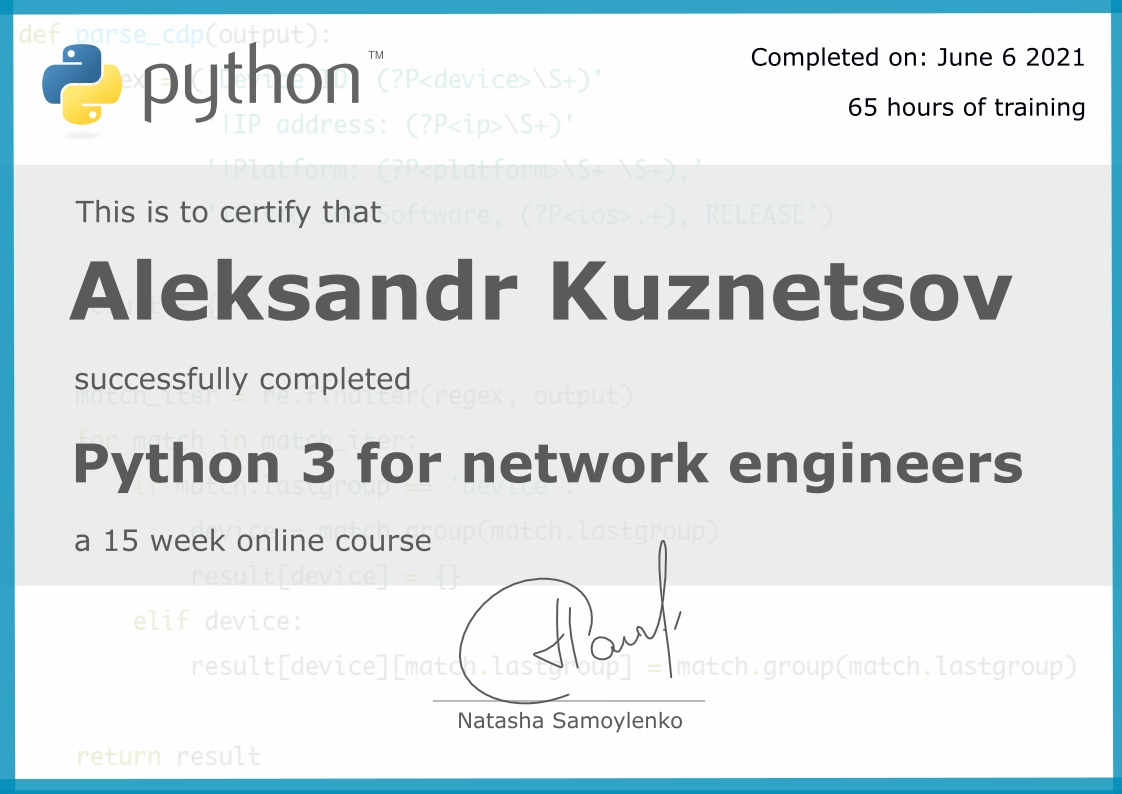 def parse_cdp(output):
python™
Completed on: June 6 2021
65 hours of training
Device ID: (?P<device>\S+)'
'|IP address: (?P<ip>\S+)'
'|Platform: (?P<platform>\S+ \S+),'
This is to certify that
Software, (?P<ios>.+), RELEASE')
Aleksandr Kuznetsov
successfully completed
match_iter = re.finditer(regex, output)
for match in match_iter:
Python 3 for network engineers
if match.lastgroup == 'device':
device = match.group(match.lastgroup)
a 15 week online course
result[device] = {}
elif device:
result[device][match.lastgroup] = match.group(match.lastgroup)
Natasha Samoylenko
return result